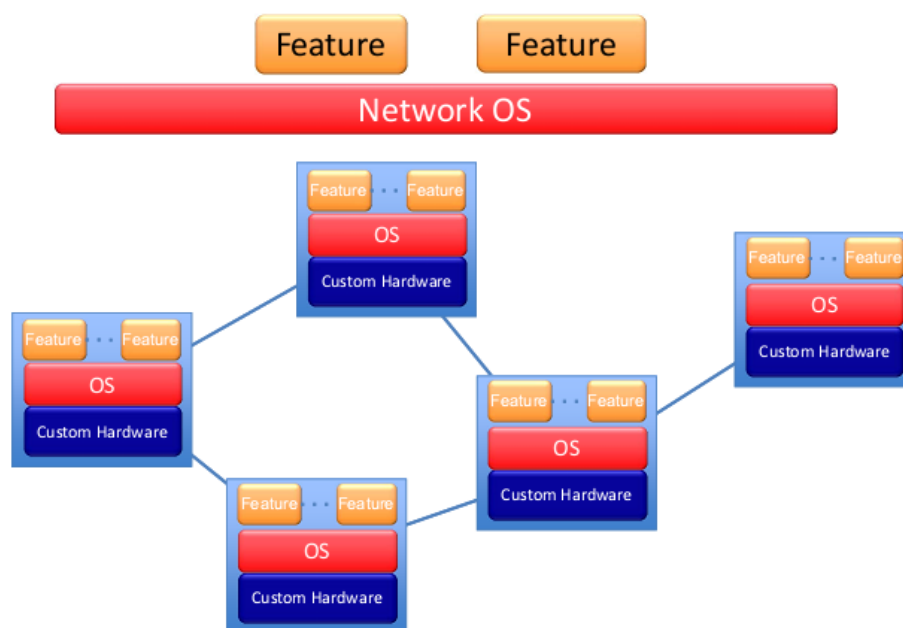 Feature Feature
Network OS
Feature · · · Feature
OS
Custom Hardware
Feature · · · Feature
OS
Custom Hardware
Feature · · · Feature
OS
Custom Hardware
Feature · · · Feature
OS
Custom Hardware
Feature · · · Feature
OS
Custom Hardware